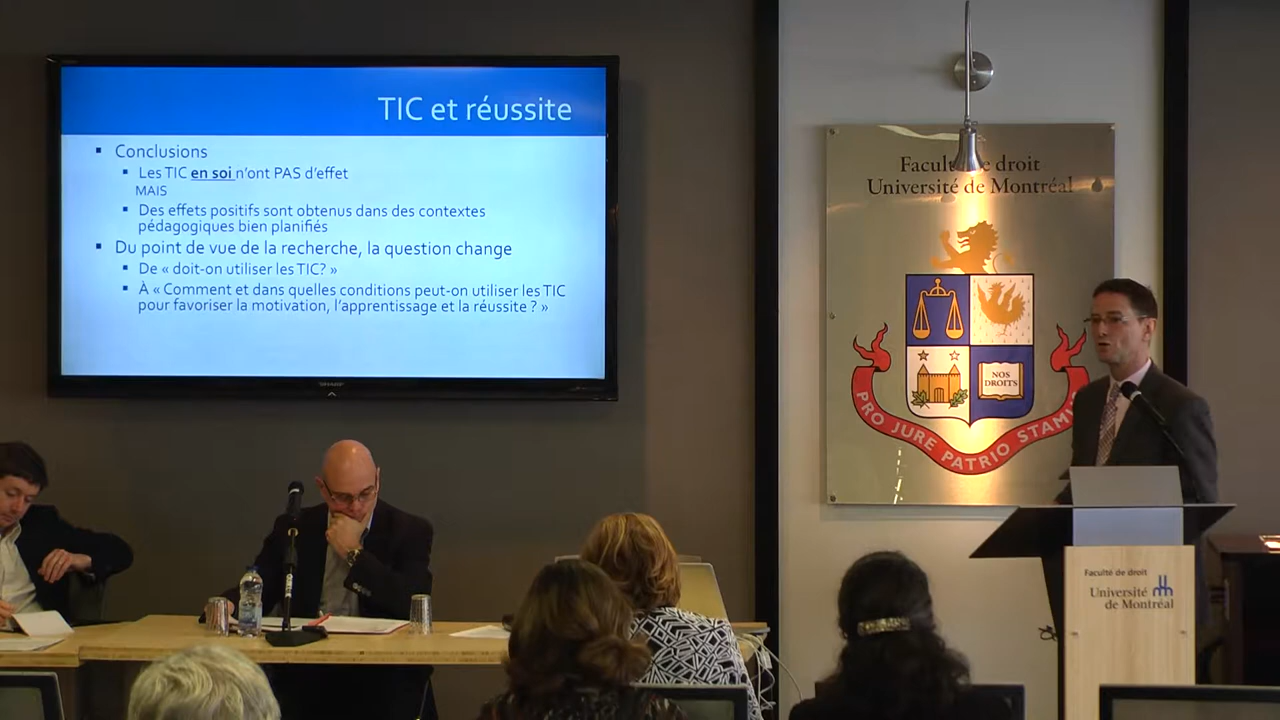 TIC et réussite
Conclusions
Les TIC en soi n'ont PAS d'effet
MAIS
Des effets positifs sont obtenus dans des contextes
pédagogiques bien planifiés
Du point de vue de la recherche, la question change
De « doit-on utiliser les TIC? »
À « Comment et dans quelles conditions peut-on utiliser les TIC
pour favoriser la motivation, l'apprentissage et la réussite ? »
SHARP
Faculté de droit
Université de Montréal
NOS
DROITS
PRO JURE PATRIO STAMUS
Faculté de droit
Université
de Montréal